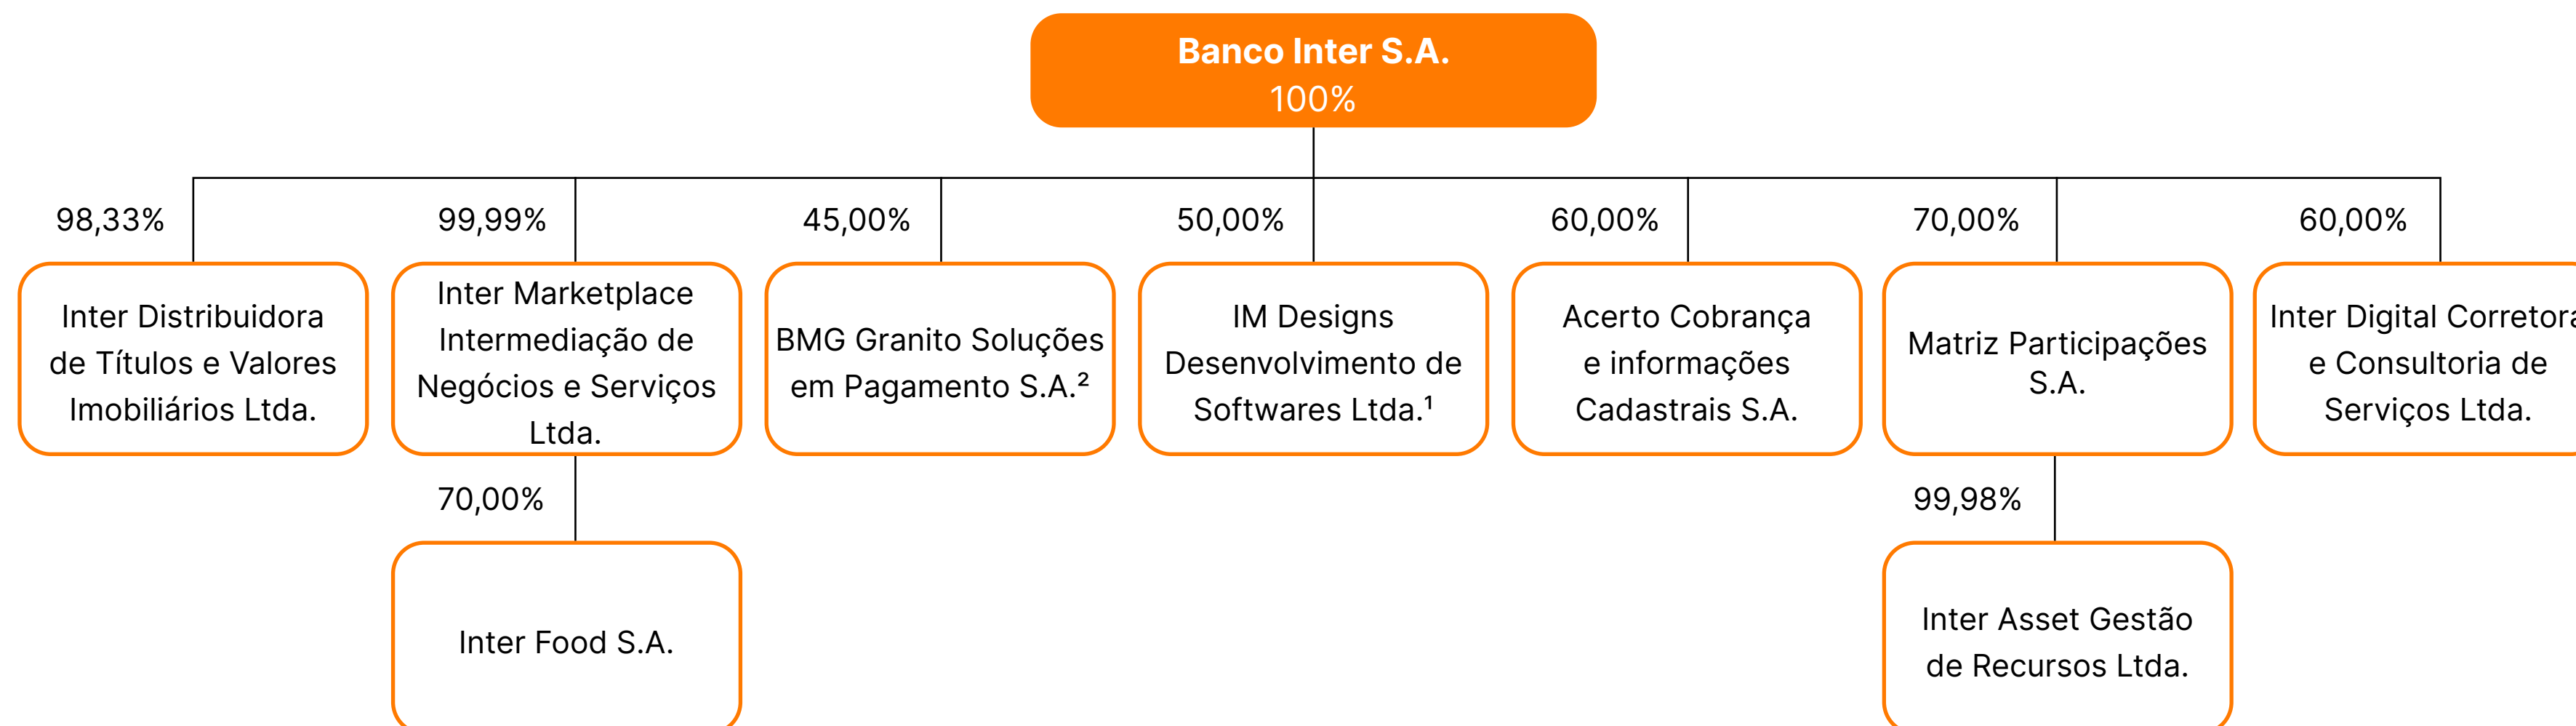 Banco Inter S.A.
100%
98,33%
99,99%
45,00%
50,00%
60,00%
70,00%
60,00%
Inter Distribuidora
de Títulos e Valores
Imobiliários Ltda.
Inter Marketplace
Intermediação de
Negócios e Serviços
Ltda.
BMG Granito Soluções
em Pagamento S.A.²
IM Designs
Desenvolvimento de
Softwares Ltda.¹
Acerto Cobrança
e informações
Cadastrais S.A.
Matriz Participações
S.A.
Inter Digital Corretora
e Consultoria de
Serviços Ltda.
70,00%
99,98%
Inter Food S.A.
Inter Asset Gestão
de Recursos Ltda.